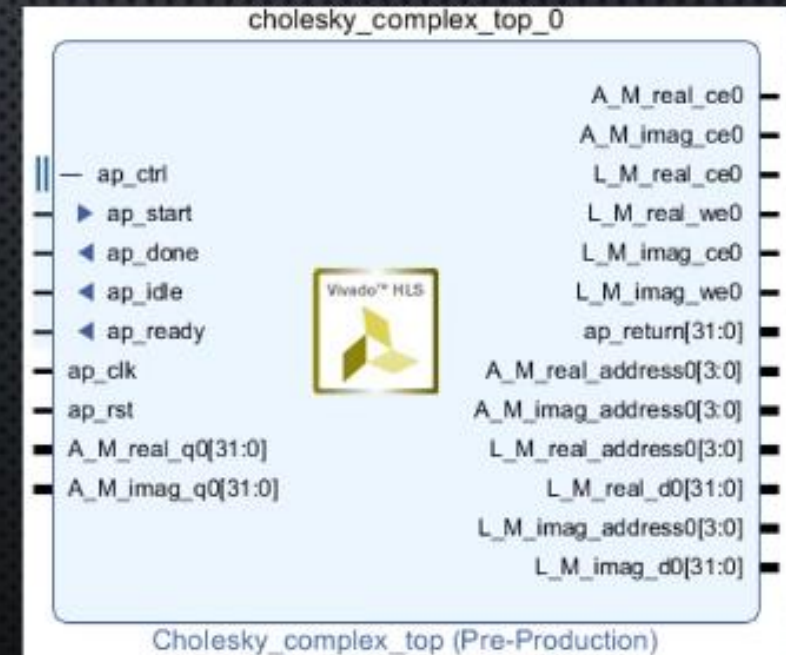 cholesky_complex_top_0
ap_ctrl
ap_start
ap_done
ap_idle
ap_ready
ap_clk
ap_rst
A_M_real_q0[31:0]
A_M_imag_q0[31:0]
Vivado™ HLS
A_M_real_ce0
A_M_imag_ce0
L_M_real_ce0
L_M_real_we0
L_M_imag_ce0
L_M_imag_we0
ap_return[31:0]
A_M_real_address0[3:0]
A_M_imag_address0[3:0]
L_M_real_address0[3:0]
L_M_real_d0[31:0]
L_M_imag_address0[3:0]
L_M_imag_d0[31:0]
Cholesky_complex_top (Pre-Production)